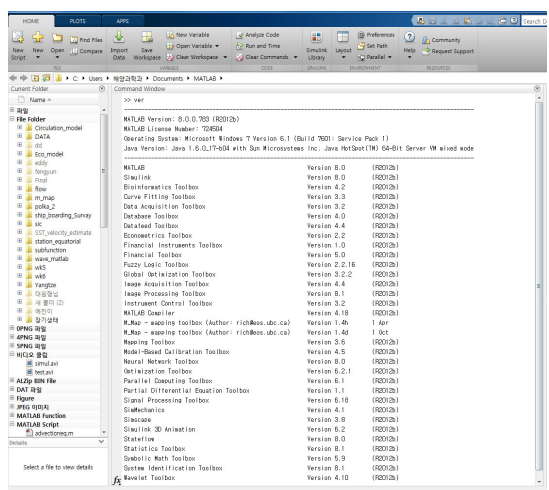 HOME PLOTS APPS
Search D
New Script
New
Open
Find Files
Compare
Import Data
Save Workspace
New Variable
Open Variable
Clear Workspace
Analyze Code
Run and Time
Clear Commands
Simulink Library
Layout
Preferences
Set Path
Parallel
Help
Community
Request Support
FILE VARIABLE CODE SIMULINK ENVIRONMENT RESOURCES
C: Users 해양과학과 Documents MATLAB
Current Folder
Name
파일
File Folder
Circulation_model
DATA
dd
Eco_model
eddy
fengyun
Final
flow
m_map
polka_2
ship_boarding_Survay
sic
SST_velocity_estimate
station_equatorial
subfunction
wave_matlab
wk5
wk6
Yangtze
새 폴더 (2)
장기생태
0PNG 파일
4PNG 파일
5PNG 파일
비디오 클립
simul.avi
test.avi
ALZip BIN File
DAT 파일
Figure
JPEG 이미지
MATLAB Function
MATLAB Script
advectioneq.m
Details
Select a file to view details
Command Window
>> ver
MATLAB Version: 8.0.0.783 (R2012b)
MATLAB License Number: 724504
Operating System: Microsoft Windows 7 Version 6.1 (Build 7601: Service Pack 1)
Java Version: Java 1.6.0_17-b04 with Sun Microsystems Inc. Java HotSpot(TM) 64-Bit Server VM mixed mode
MATLAB Version 8.0 (R2012b)
Simulink Version 8.0 (R2012b)
Bioinformatics Toolbox Version 4.2 (R2012b)
Curve Fitting Toolbox Version 3.3 (R2012b)
Data Acquisition Toolbox Version 3.2 (R2012b)
Database Toolbox Version 4.0 (R2012b)
Datafeed Toolbox Version 4.4 (R2012b)
Econometrics Toolbox Version 2.2 (R2012b)
Financial Instruments Toolbox Version 1.0 (R2012b)
Financial Toolbox Version 5.0 (R2012b)
Fuzzy Logic Toolbox Version 2.2.16 (R2012b)
Global Optimization Toolbox Version 3.2.2 (R2012b)
Image Acquisition Toolbox Version 4.4 (R2012b)
Image Processing Toolbox Version 8.1 (R2012b)
Instrument Control Toolbox Version 3.2 (R2012b)
MATLAB Compiler Version 4.18 (R2012b)
M_Map - mapping toolbox (Author: rich@eos.ubc.ca) Version 1.4h 1 Apr
M_Map - mapping toolbox (Author: rich@eos.ubc.ca) Version 1.4d 1 Oct
Mapping Toolbox Version 3.6 (R2012b)
Model-Based Calibration Toolbox Version 4.5 (R2012b)
Neural Network Toolbox Version 8.0 (R2012b)
Optimization Toolbox Version 6.2.1 (R2012b)
Parallel Computing Toolbox Version 6.1 (R2012b)
Partial Differential Equation Toolbox Version 1.1 (R2012b)
Signal Processing Toolbox Version 6.18 (R2012b)
SimMechanics Version 4.1 (R2012b)
Simscape Version 3.8 (R2012b)
Simulink 3D Animation Version 6.2 (R2012b)
Stateflow Version 8.0 (R2012b)
Statistics Toolbox Version 8.1 (R2012b)
Symbolic Math Toolbox Version 5.9 (R2012b)
System Identification Toolbox Version 8.1 (R2012b)
Wavelet Toolbox Version 4.10 (R2012b)
fx